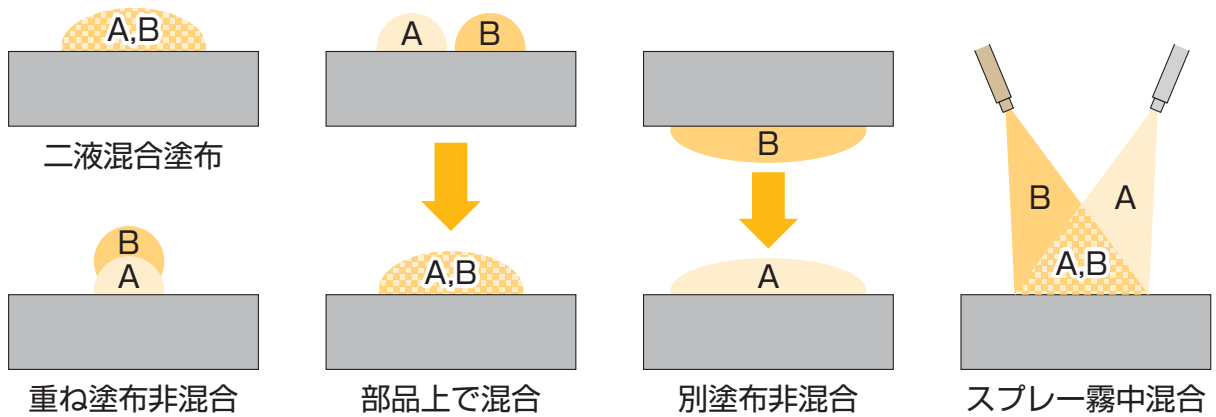 A,B
二液混合塗布
B
A
重ね塗布非混合
A B
A,B
部品上で混合
B
A
別塗布非混合
B A
A,B
スプレー霧中混合